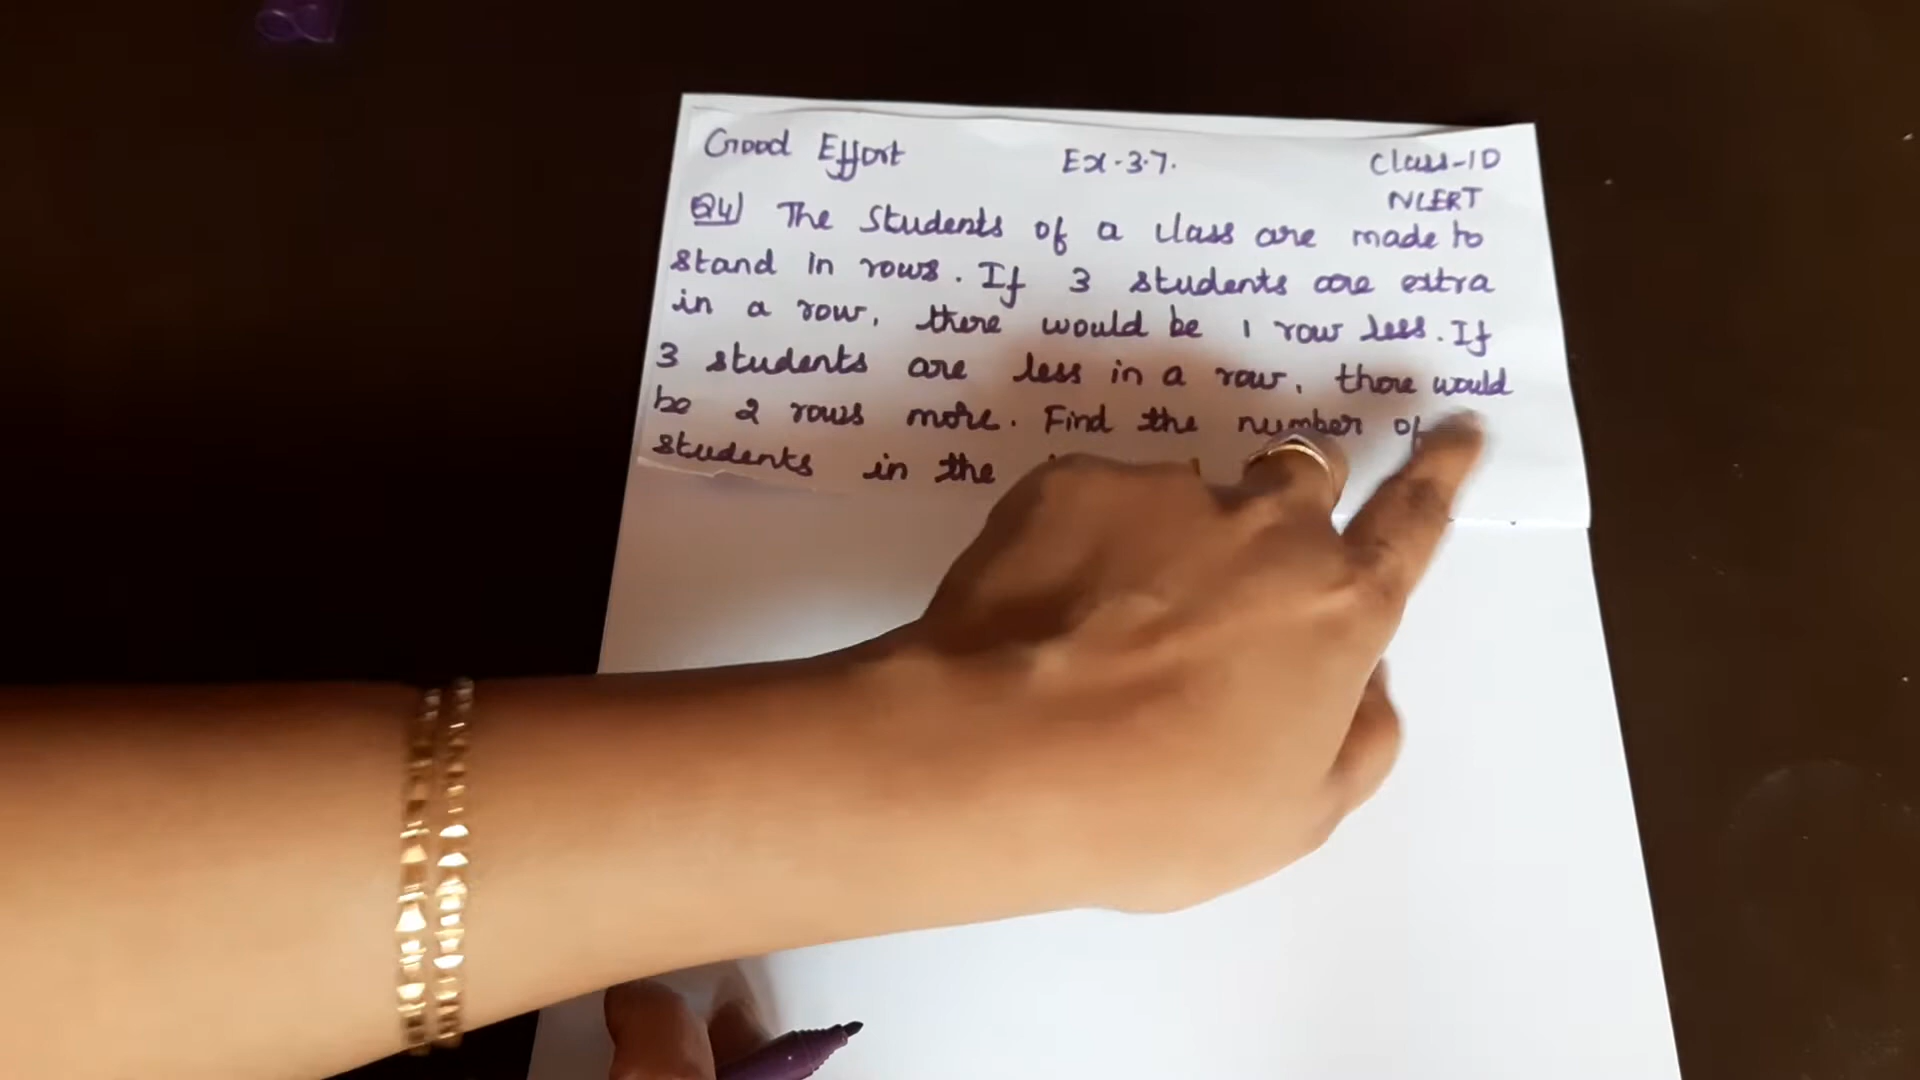 Good Effort Ex-3.7. Class-10
NCERT
Q4) The Students of a class are made to
stand in rows. If 3 students are extra
in a row, there would be 1 row less. If
3 students are less in a row, there would
be 2 rows more. Find the number of
students in the